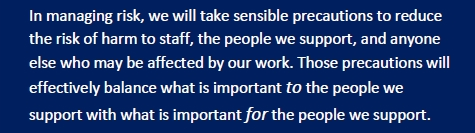 In managing risk, we will take sensible precautions to reduce
the risk of harm to staff, the people we support, and anyone
else who may be affected by our work. Those precautions will
effectively balance what is important to the people we
support with what is important for the people we support.